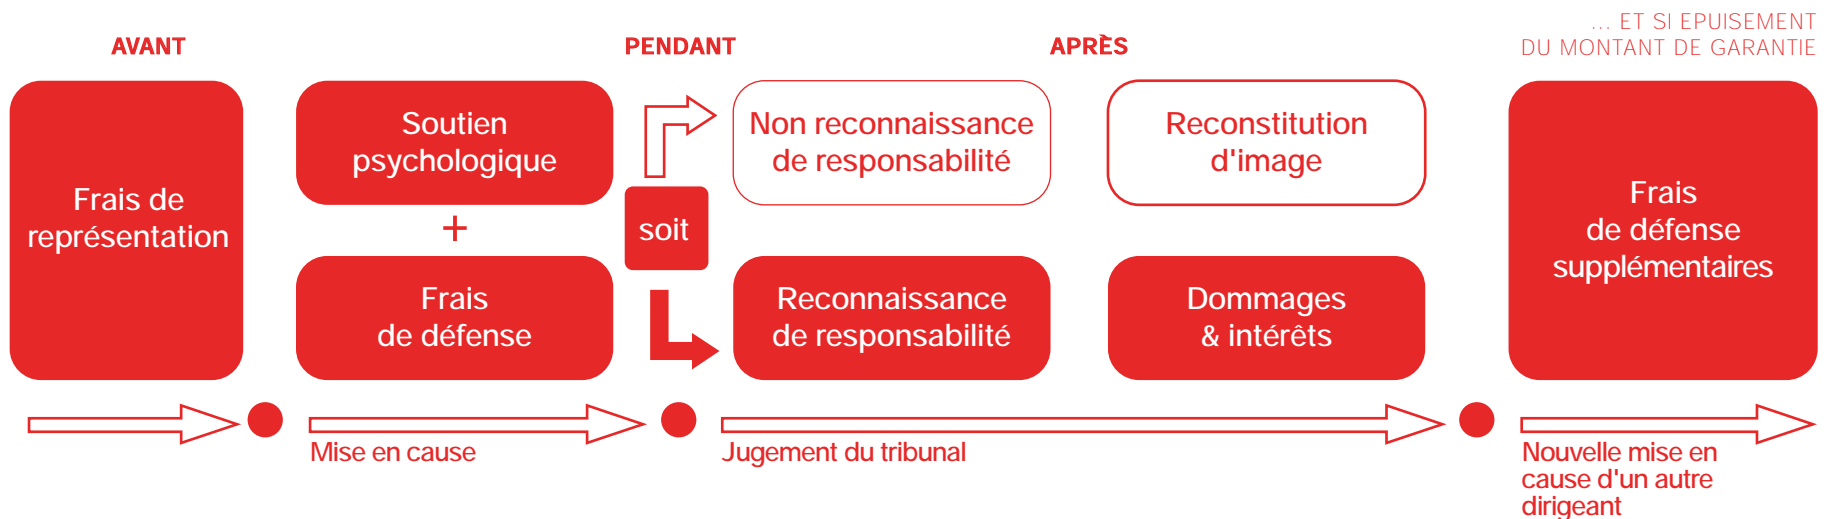 AVANT
PENDANT
APRÈS
... ET SI EPUISEMENT
DU MONTANT DE GARANTIE
Frais de
représentation
Soutien
psychologique
+
Frais
de défense
soit
Non reconnaissance
de responsabilité
Reconnaissance
de responsabilité
Reconstitution
d'image
Dommages
& intérêts
Frais
de défense
supplémentaires
Mise en cause
Jugement du tribunal
Nouvelle mise en
cause d'un autre
dirigeant